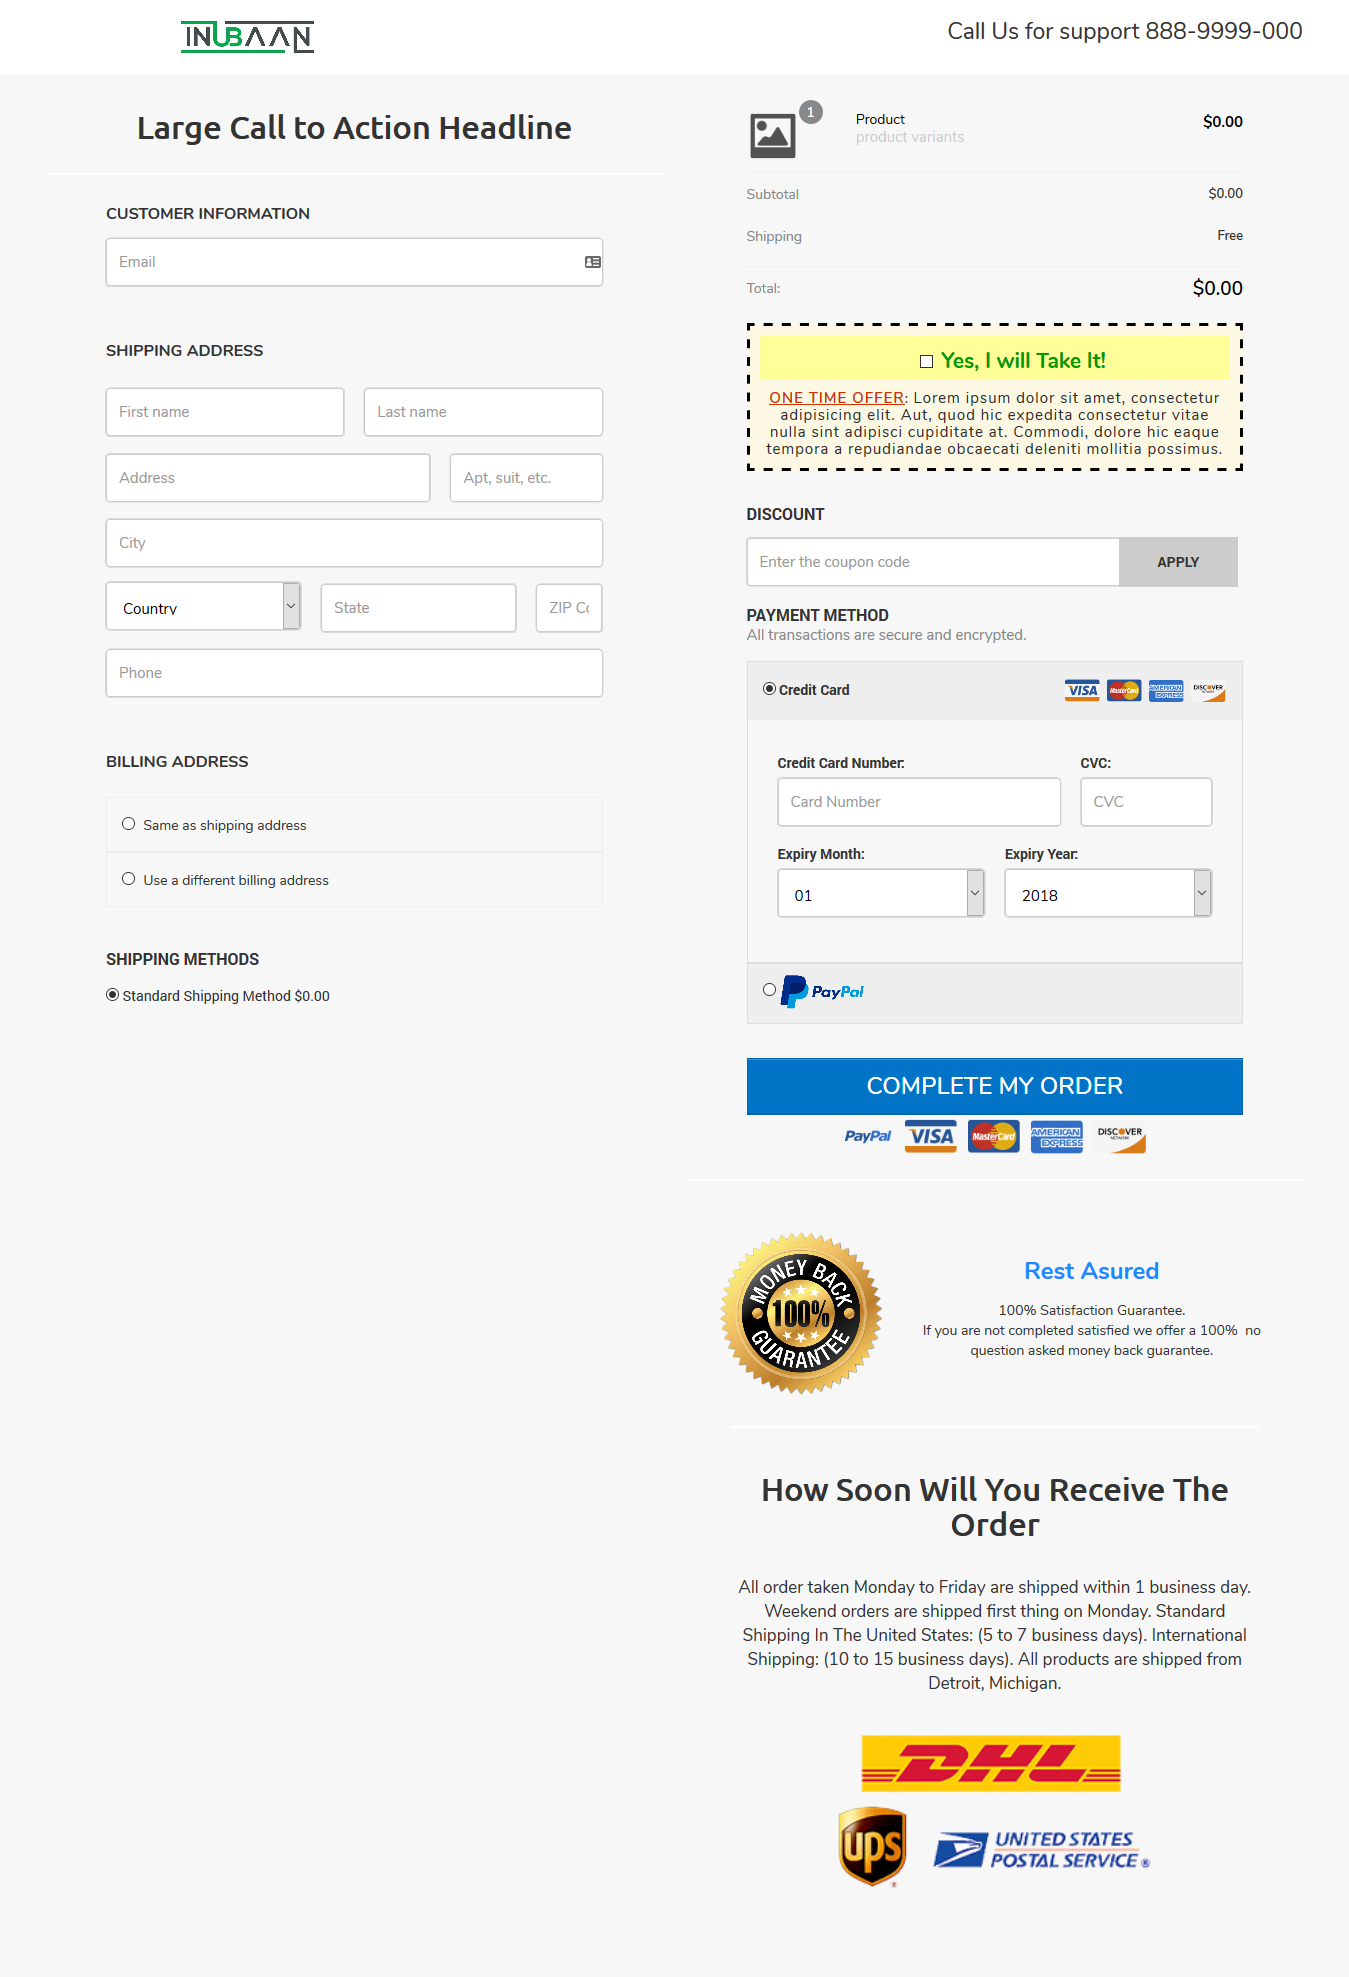 INUBAAN
Call Us for support 888-9999-000
Large Call to Action Headline
CUSTOMER INFORMATION
Email
SHIPPING ADDRESS
First name
Last name
Address
Apt, suit, etc.
City
Country
State
ZIP Co
Phone
BILLING ADDRESS
Same as shipping address
Use a different billing address
SHIPPING METHODS
Standard Shipping Method $0.00
1
Product
$0.00
product variants
Subtotal
$0.00
Shipping
Free
Total:
$0.00
Yes, I will Take It!
ONE TIME OFFER: Lorem ipsum dolor sit amet, consectetur
adipisicing elit. Aut, quod hic expedita consectetur vitae
nulla sint adipisci cupiditate at. Commodi, dolore hic eaque
tempora a repudiandae obcaecati deleniti mollitia possimus.
DISCOUNT
Enter the coupon code
APPLY
PAYMENT METHOD
All transactions are secure and encrypted.
Credit Card
VISA
MasterCard
AMERICAN EXPRESS
DISCOVER NETWORK
Credit Card Number:
CVC:
Card Number
CVC
Expiry Month:
Expiry Year:
01
2018
PayPal
COMPLETE MY ORDER
PayPal
VISA
MasterCard
AMERICAN EXPRESS
DISCOVER NETWORK
MONEY BACK
100%
GUARANTEE
Rest Asured
100% Satisfaction Guarantee.
If you are not completed satisfied we offer a 100%  no
question asked money back guarantee.
How Soon Will You Receive The
Order
All order taken Monday to Friday are shipped within 1 business day.
Weekend orders are shipped first thing on Monday. Standard
Shipping In The United States: (5 to 7 business days). International
Shipping: (10 to 15 business days). All products are shipped from
Detroit, Michigan.
DHL
ups
UNITED STATES
POSTAL SERVICE ®